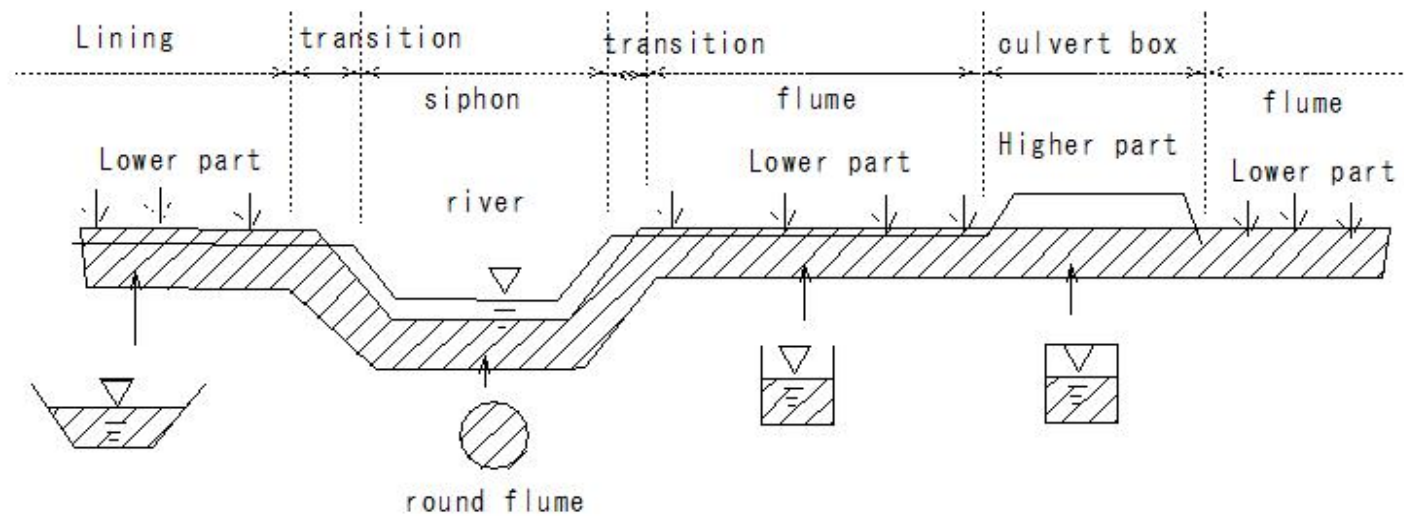 Lining
transition
transition
culvert box
siphon
flume
flume
Lower part
Lower part
Higher part
Lower part
river
round flume